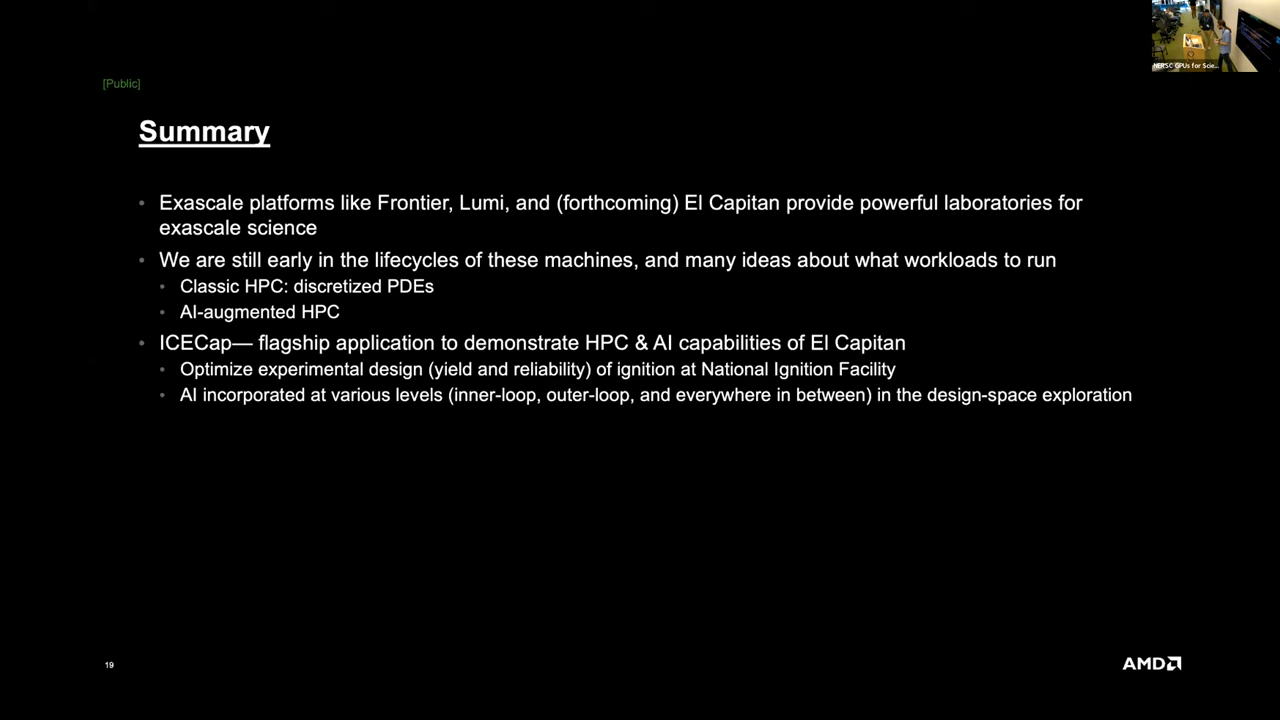 NERSC GPUs for Scie...
[Public]
Summary
• Exascale platforms like Frontier, Lumi, and (forthcoming) El Capitan provide powerful laboratories for
exascale science
• We are still early in the lifecycles of these machines, and many ideas about what workloads to run
• Classic HPC: discretized PDEs
• AI-augmented HPC
• ICECap— flagship application to demonstrate HPC & AI capabilities of El Capitan
• Optimize experimental design (yield and reliability) of ignition at National Ignition Facility
• AI incorporated at various levels (inner-loop, outer-loop, and everywhere in between) in the design-space exploration
19
AMD